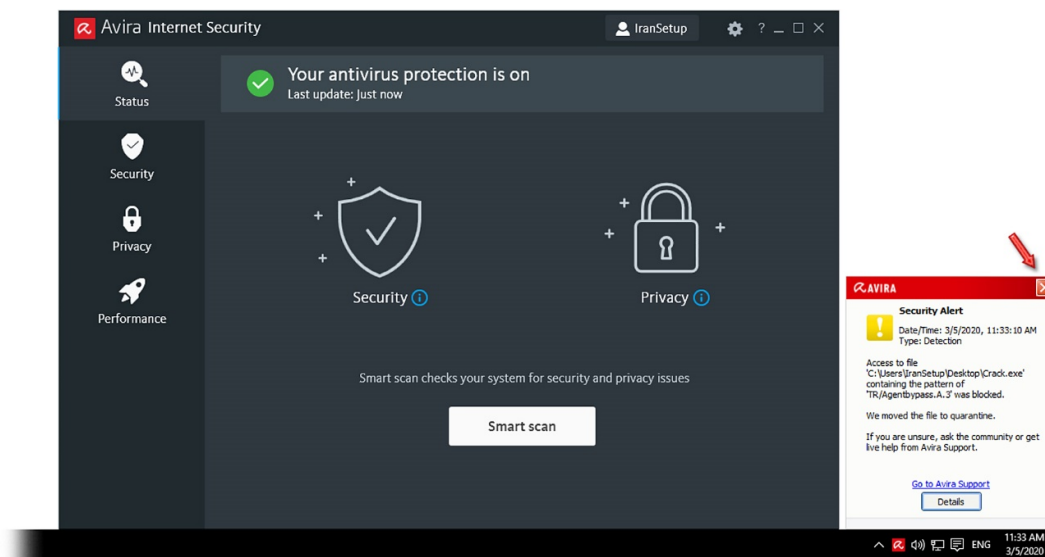 Avira Internet Security
IranSetup
?
Status
Your antivirus protection is on
Last update: Just now
Security
Privacy
Performance
Security
Privacy
Smart scan checks your system for security and privacy issues
Smart scan
AVIRA
Security Alert
Date/Time: 3/5/2020, 11:33:10 AM
Type: Detection
Access to file
'C:\Users\IranSetup\Desktop\Crack.exe'
containing the pattern of
'TR/Agentbypass.A.3' was blocked.
We moved the file to quarantine.
If you are unsure, ask the community or get
live help from Avira Support.
Go to Avira Support
Details
ENG
11:33 AM
3/5/2020